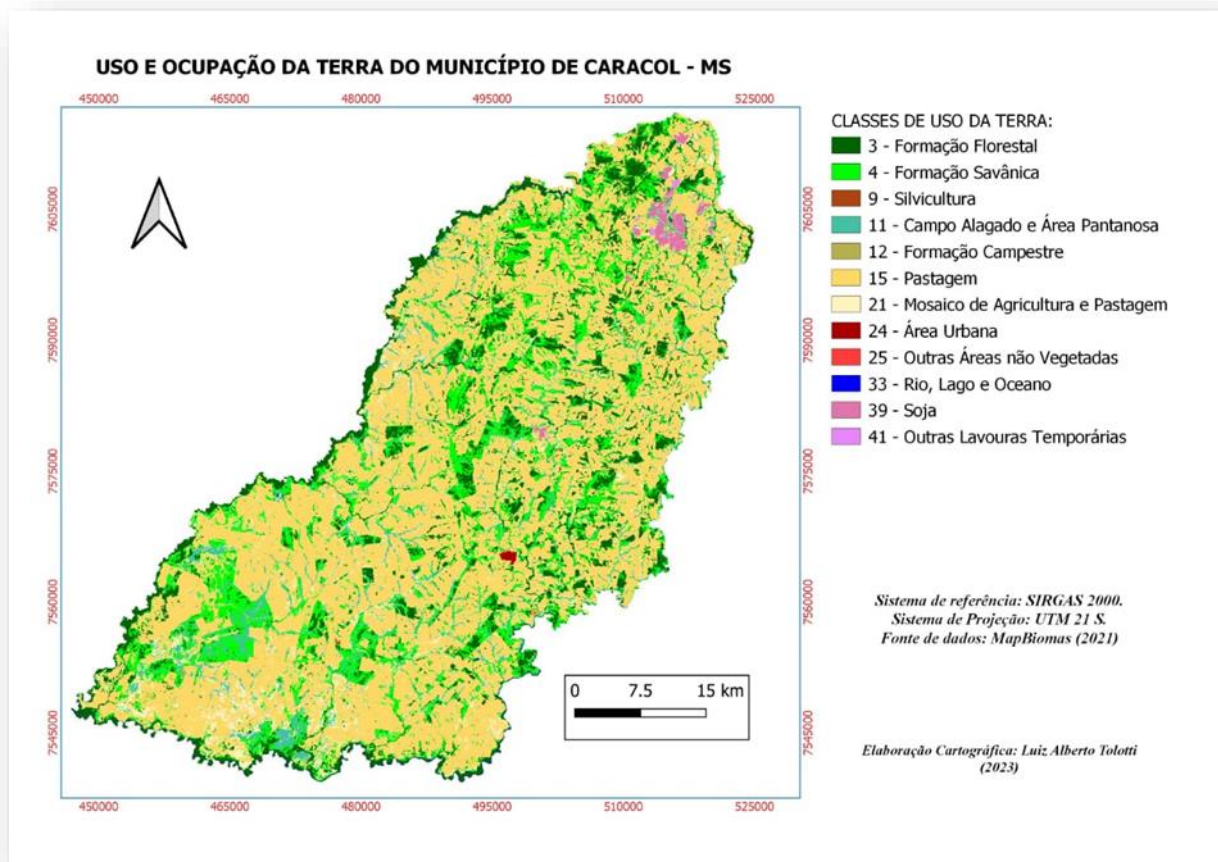 USO E OCUPAÇÃO DA TERRA DO MUNICÍPIO DE CARACOL - MS
450000 465000 480000 495000 510000 525000
7605000
7590000
7575000
7560000
7545000
7605000
7590000
7575000
7560000
7545000
0 7.5 15 km
450000 465000 480000 495000 510000 525000
CLASSES DE USO DA TERRA:
3 - Formação Florestal
4 - Formação Savânica
9 - Silvicultura
11 - Campo Alagado e Área Pantanosa
12 - Formação Campestre
15 - Pastagem
21 - Mosaico de Agricultura e Pastagem
24 - Área Urbana
25 - Outras Áreas não Vegetadas
33 - Rio, Lago e Oceano
39 - Soja
41 - Outras Lavouras Temporárias
Sistema de referência: SIRGAS 2000.
Sistema de Projeção: UTM 21 S.
Fonte de dados: MapBiomas (2021)
Elaboração Cartográfica: Luiz Alberto Tolotti
(2023)